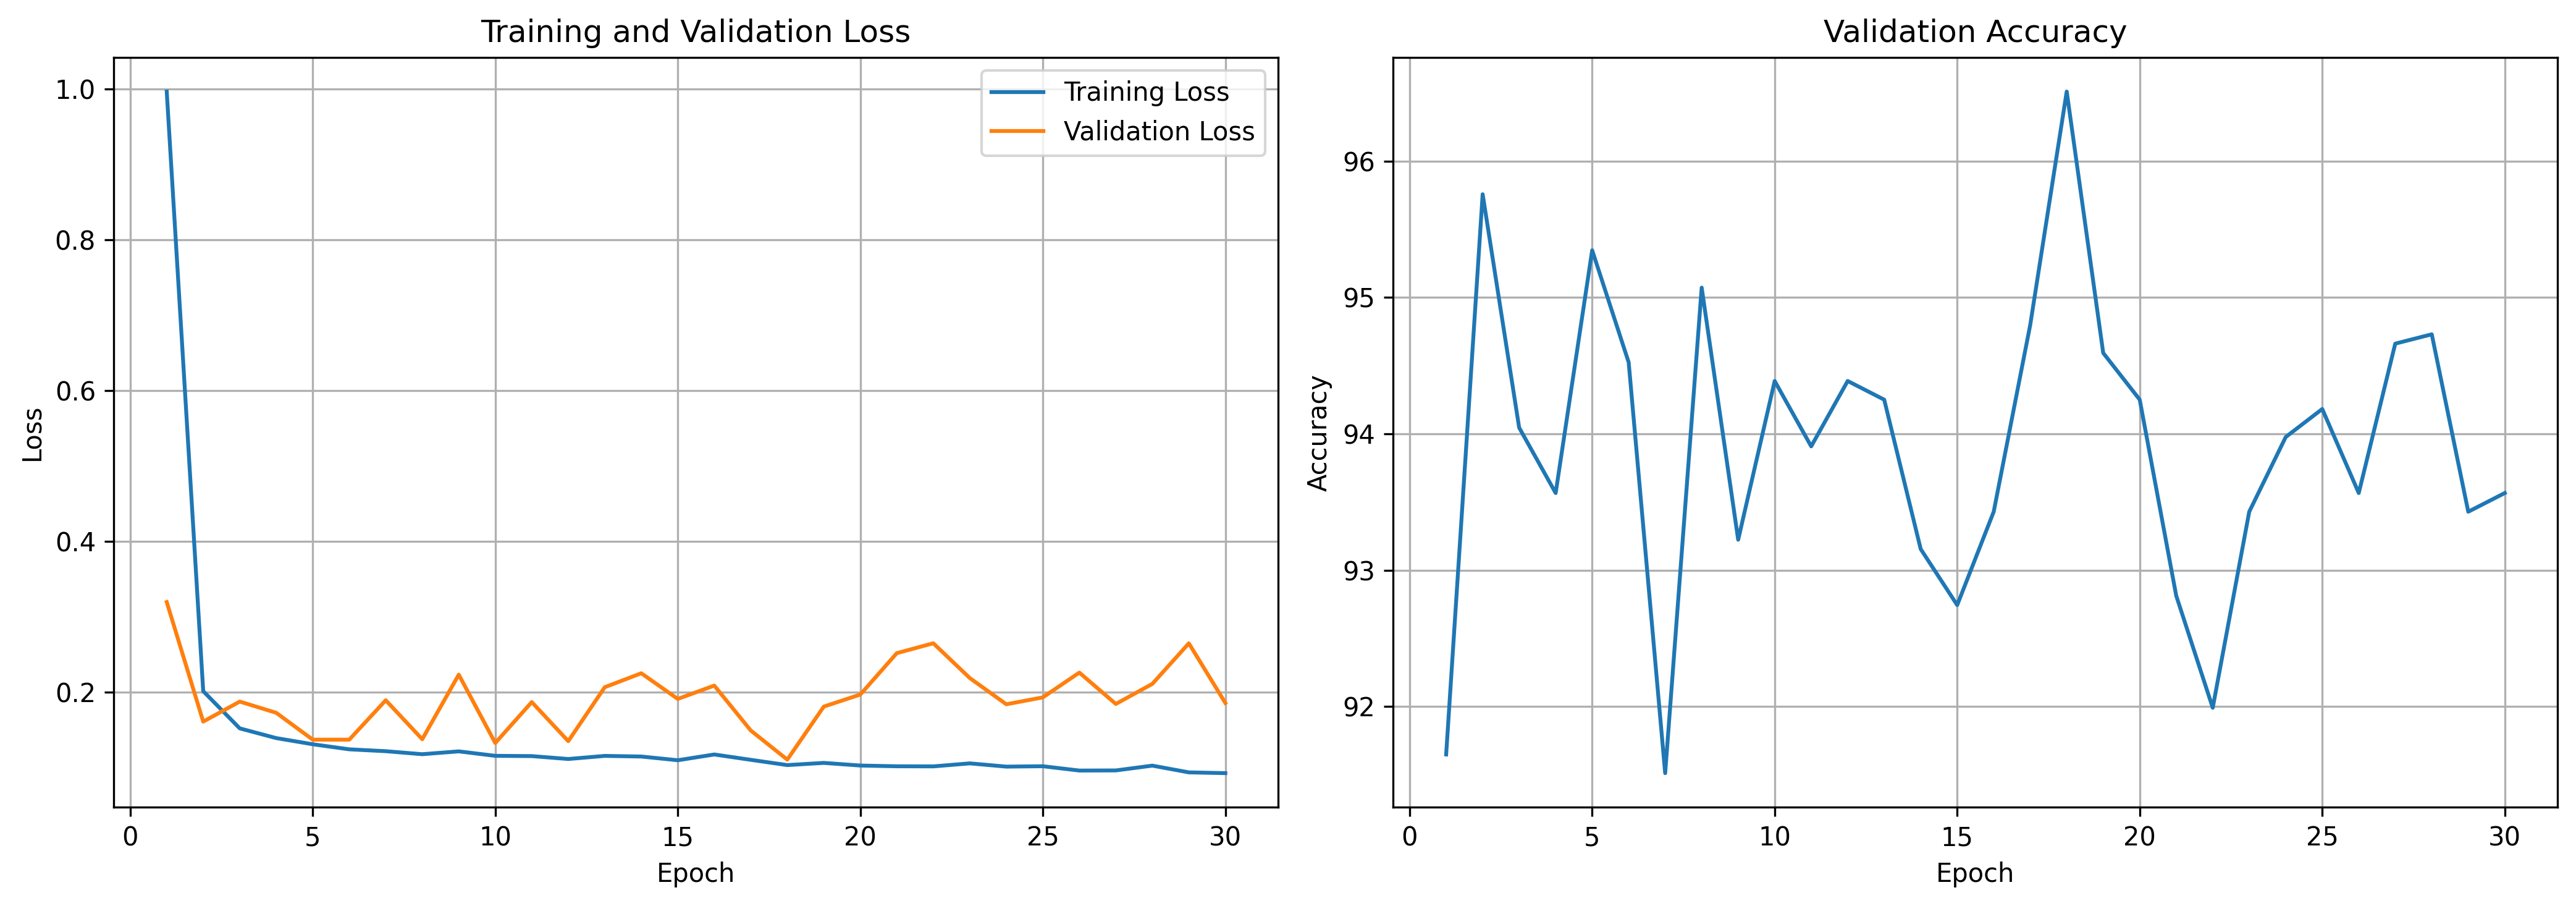 Training and Validation Loss
1.0
0.8
0.6
0.4
0.2
Loss
Training Loss
Validation Loss
0 5 10 15 20 25 30
Epoch
Validation Accuracy
96
95
94
93
92
Accuracy
0 5 10 15 20 25 30
Epoch